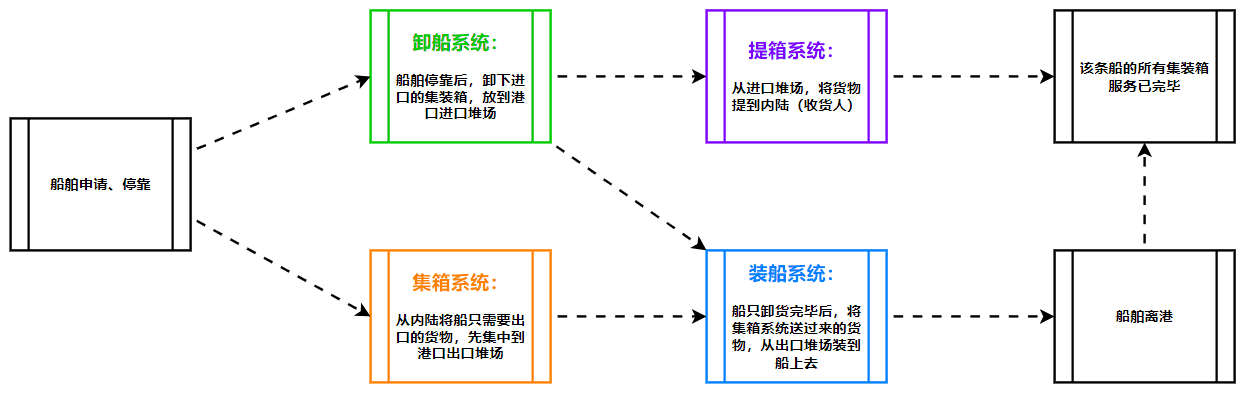 船舶申请、停靠
卸船系统：
船舶停靠后，卸下进
口的集装箱，放到港
口进口堆场
集箱系统：
从内陆将船只需要出
口的货物，先集中到
港口出口堆场
提箱系统：
从进口堆场，将货物
提到内陆（收货人）
装船系统：
船只卸货完毕后，将
集箱系统送过来的货
物，从出口堆场装到
船上去
该条船的所有集装箱
服务已完毕
船舶离港